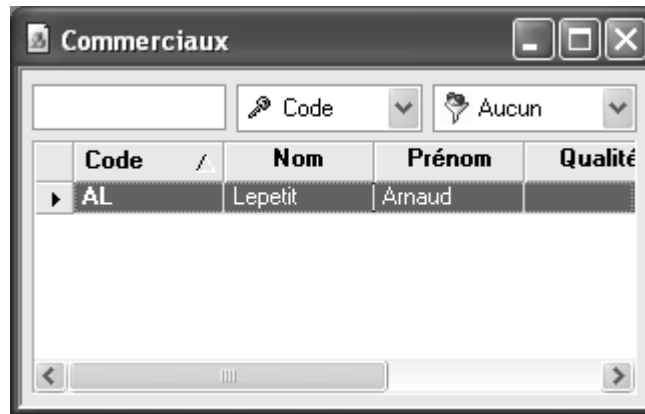 Commerciaux
Code Aucun
Code Nom Prénom Qualité
AL Lepetit Arnaud